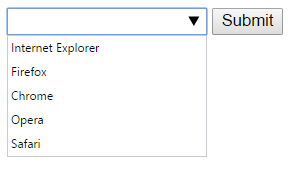 Submit
Internet Explorer
Firefox
Chrome
Opera
Safari